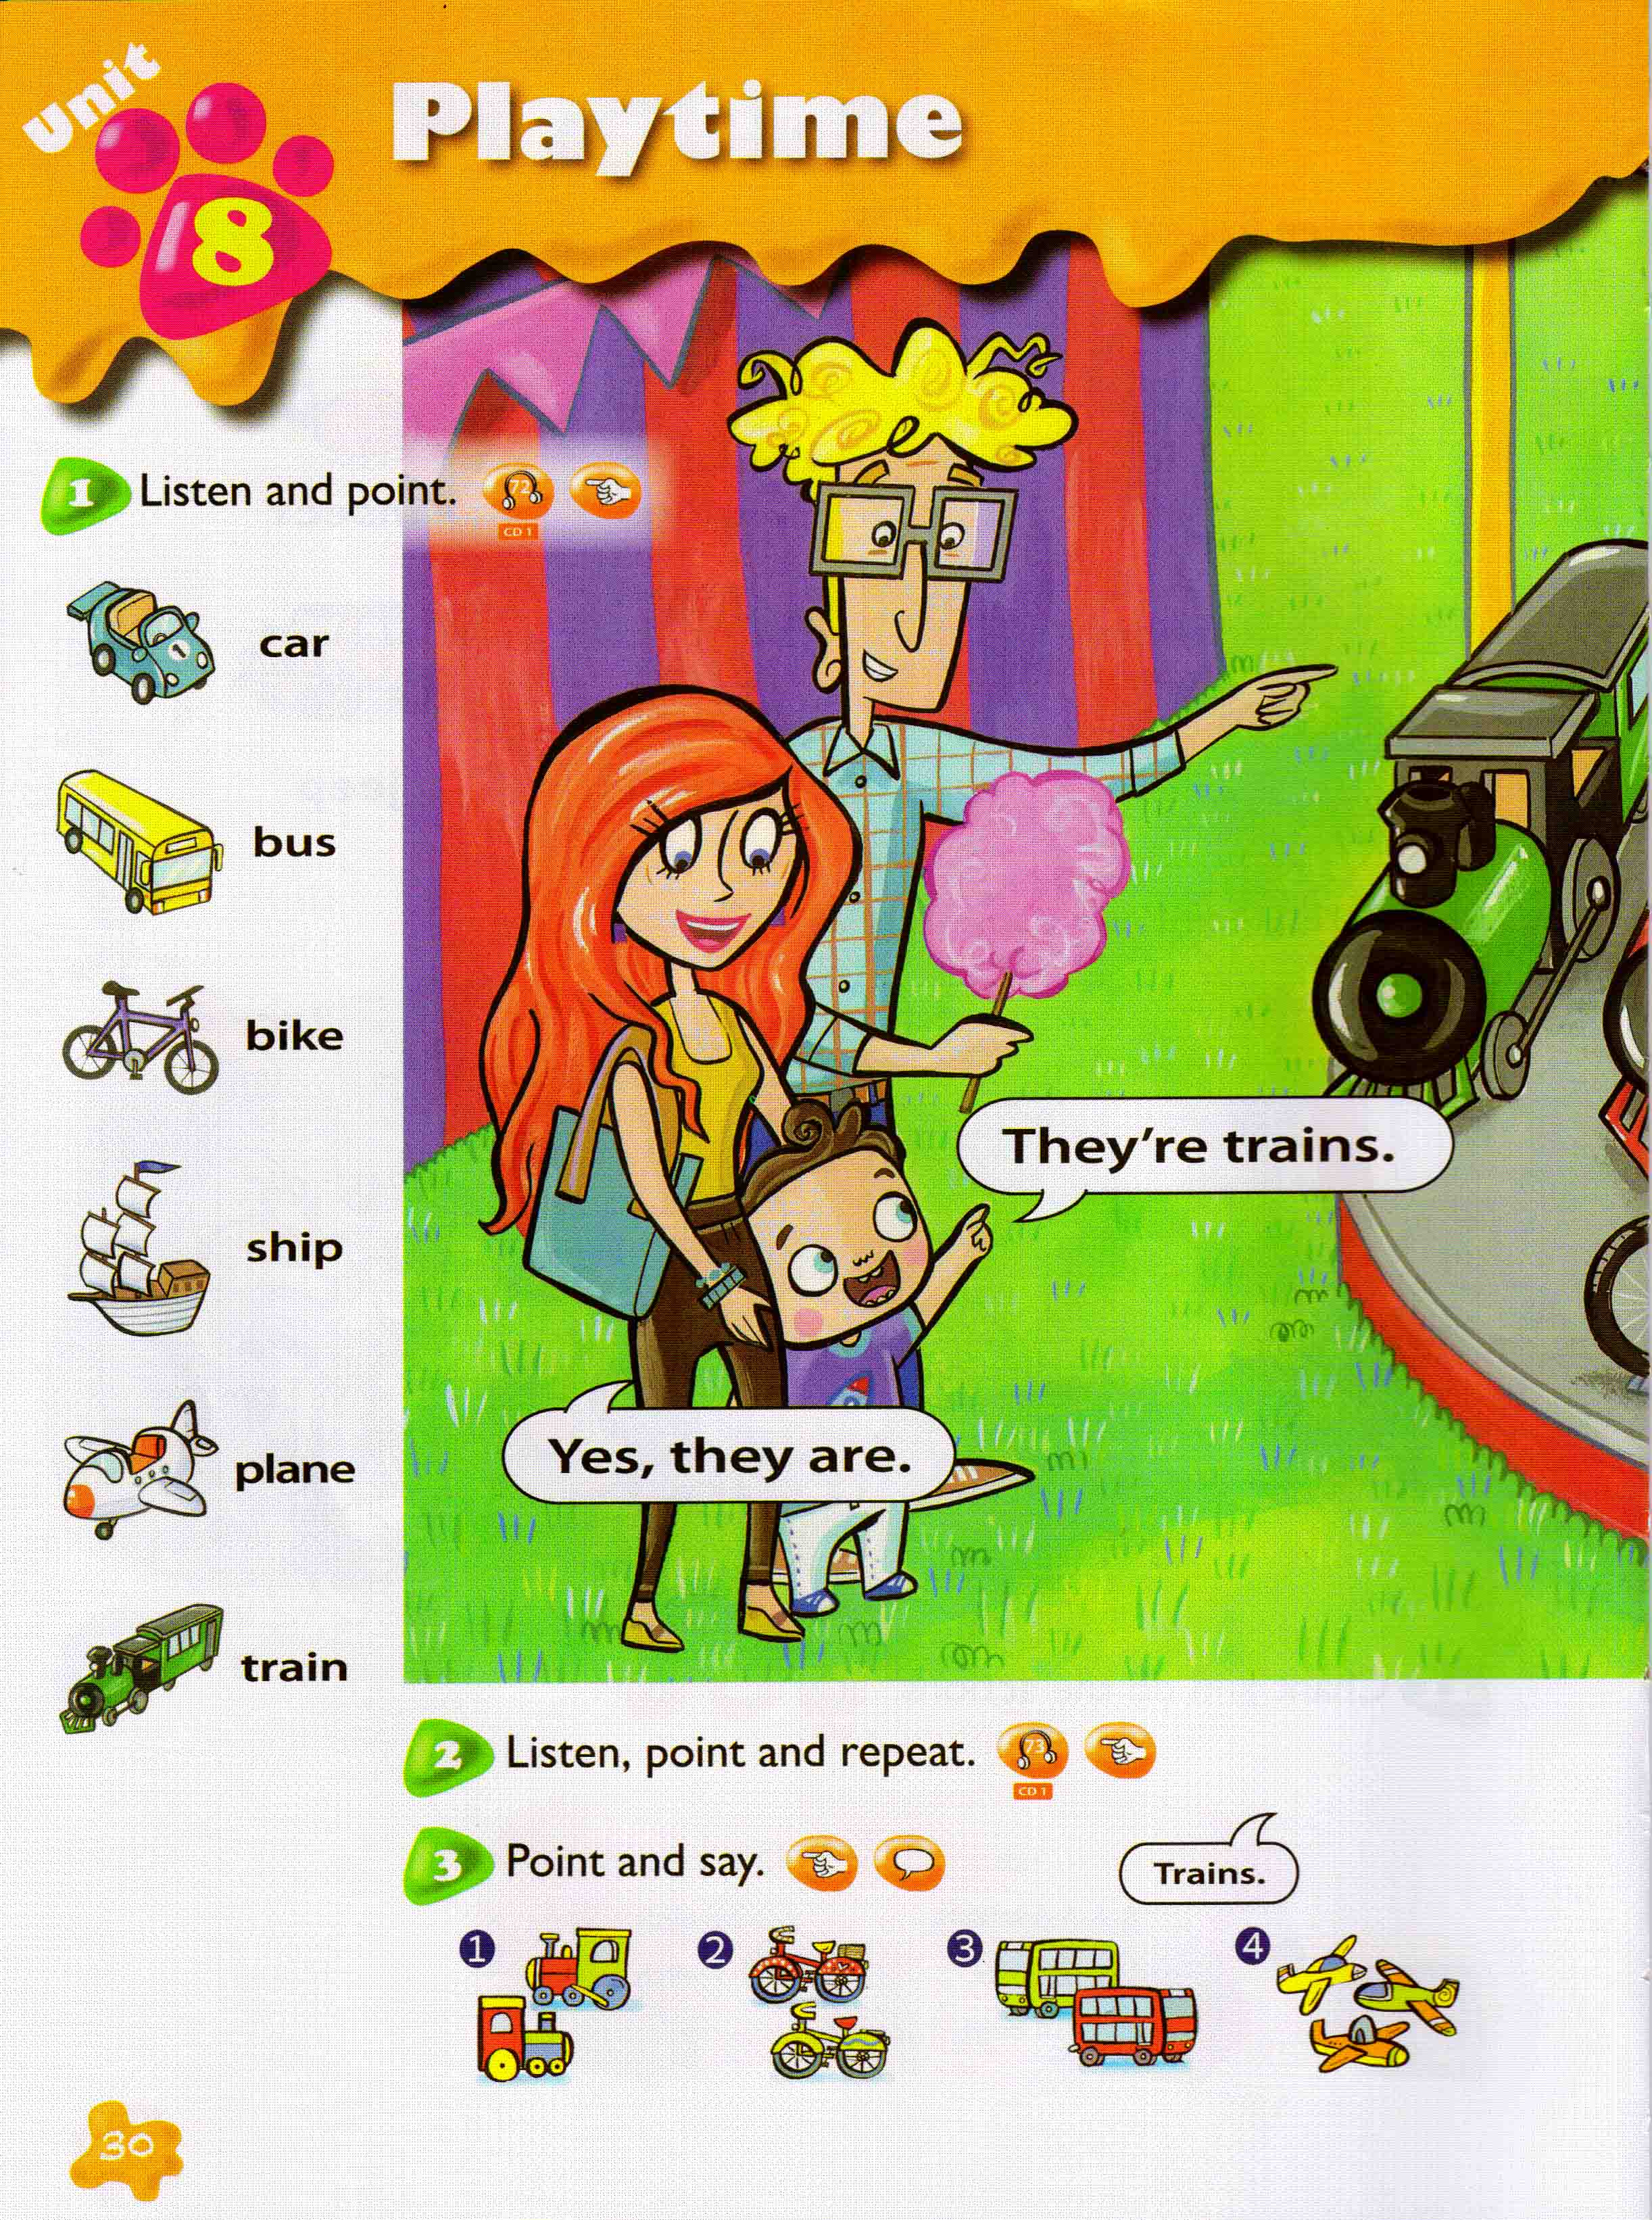 Unit
8
Playtime
1 Listen and point.
72
CD 1
car
bus
bike
ship
plane
train
1
They're trains.
Yes, they are.
2 Listen, point and repeat.
73
CD 1
3 Point and say.
Trains.
1
2
3
4
30